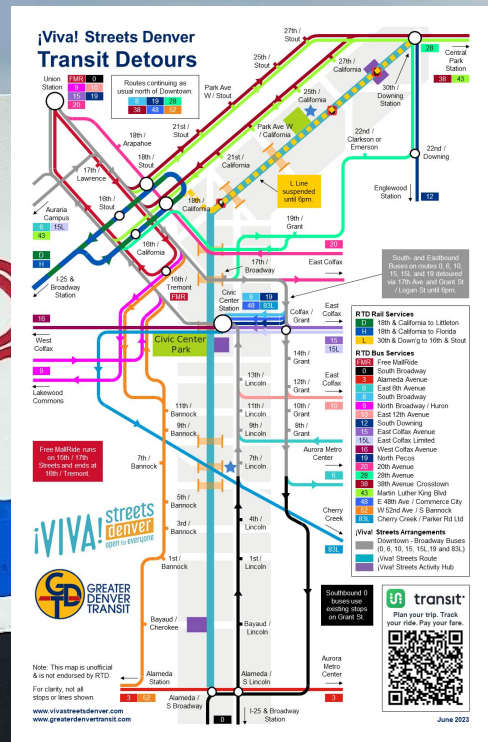 ¡Viva! Streets Denver
Transit Detours
Union
Station
FMR 0
9 10
15 19
20
Routes continuing as
usual north of Downtown:
8 19 28
38 48 52
27th /
Stout
25th /
Stout
27th /
California
28
Central
Park
Station
38 43
Park Ave
W / Stout
25th /
California
30th /
Downing
Station
18th /
Arapahoe
21st /
Stout
Park Ave W
/ California
22nd /
Clarkson or
Emerson
22nd /
Downing
17th /
Lawrence
18th /
Stout
21st /
California
L Line
suspended
until 6pm.
Englewood
Station
12
16th /
Stout
18th /
California
Auraria
Campus
6 15L
43
19th /
Grant
16th /
California
20
East Colfax
D
H
17th /
Broadway
I-25 &
Broadway
Station
16th /
Tremont
FMR
South- and Eastbound
Buses on routes 0, 6, 10,
15, 15L and 19 detoured
via 17th Ave and Grant St
/ Logan St until 6pm.
Civic
Center
Station
8 19
48 83L
16
Colfax /
Grant
East
Colfax
West
Colfax
15
15L
Civic Center
Park
14th /
Grant
9
Lakewood
Commons
13th /
Lincoln
12th /
Grant
East
Colfax
10
11th /
Bannock
11th /
Lincoln
10th /
Grant
9th /
Bannock
9th /
Lincoln
8th /
Grant
Aurora Metro
Center
6
Free MallRide runs
on 15th / 17th
Streets and ends at
16th / Tremont.
7th /
Bannock
7th /
Lincoln
5th /
Bannock
4th /
Lincoln
Cherry
Creek
83L
3rd /
Bannock
1st /
Bannock
1st /
Lincoln
¡VIVA! streets
denver
open for everyone
GDT
GREATER
DENVER
TRANSIT
Southbound 0
buses use
existing stops
on Grant St.
Bayaud /
Cherokee
Bayaud /
Lincoln
Note: This map is unofficial
& is not endorsed by RTD.
For clarity, not all
stops or lines shown.
Alameda
Station
3 52
Alameda
/ S Lincoln
Aurora
Metro
Center
3
Alameda /
S Broadway
0
I-25 & Broadway
Station
www.vivastreetsdenver.com
www.greaterdenvertransit.com
RTD Rail Services
D 18th & California to Littleton
H 18th & California to Florida
L 30th & Down'g to 16th & Stout
RTD Bus Services
FMR Free MallRide
0 South Broadway
3 Alameda Avenue
6 East 6th Avenue
8 South Broadway
9 North Broadway / Huron
10 East 12th Avenue
12 South Downing
15 East Colfax Avenue
15L East Colfax Limited
16 West Colfax Avenue
19 North Pecos
20 20th Avenue
28 28th Avenue
38 38th Avenue Crosstown
43 Martin Luther King Blvd
48 E 48th Ave / Commerce City
52 W 52nd Ave / S Bannock
83L Cherry Creek / Parker Rd Ltd
¡Viva! Streets Arrangements
Downtown - Broadway Buses
(0, 6, 10, 15, 15L,19 and 83L)
¡Viva! Streets Route
¡Viva! Streets Activity Hub
transit
Plan your trip. Track
your ride. Pay your fare.
June 2023